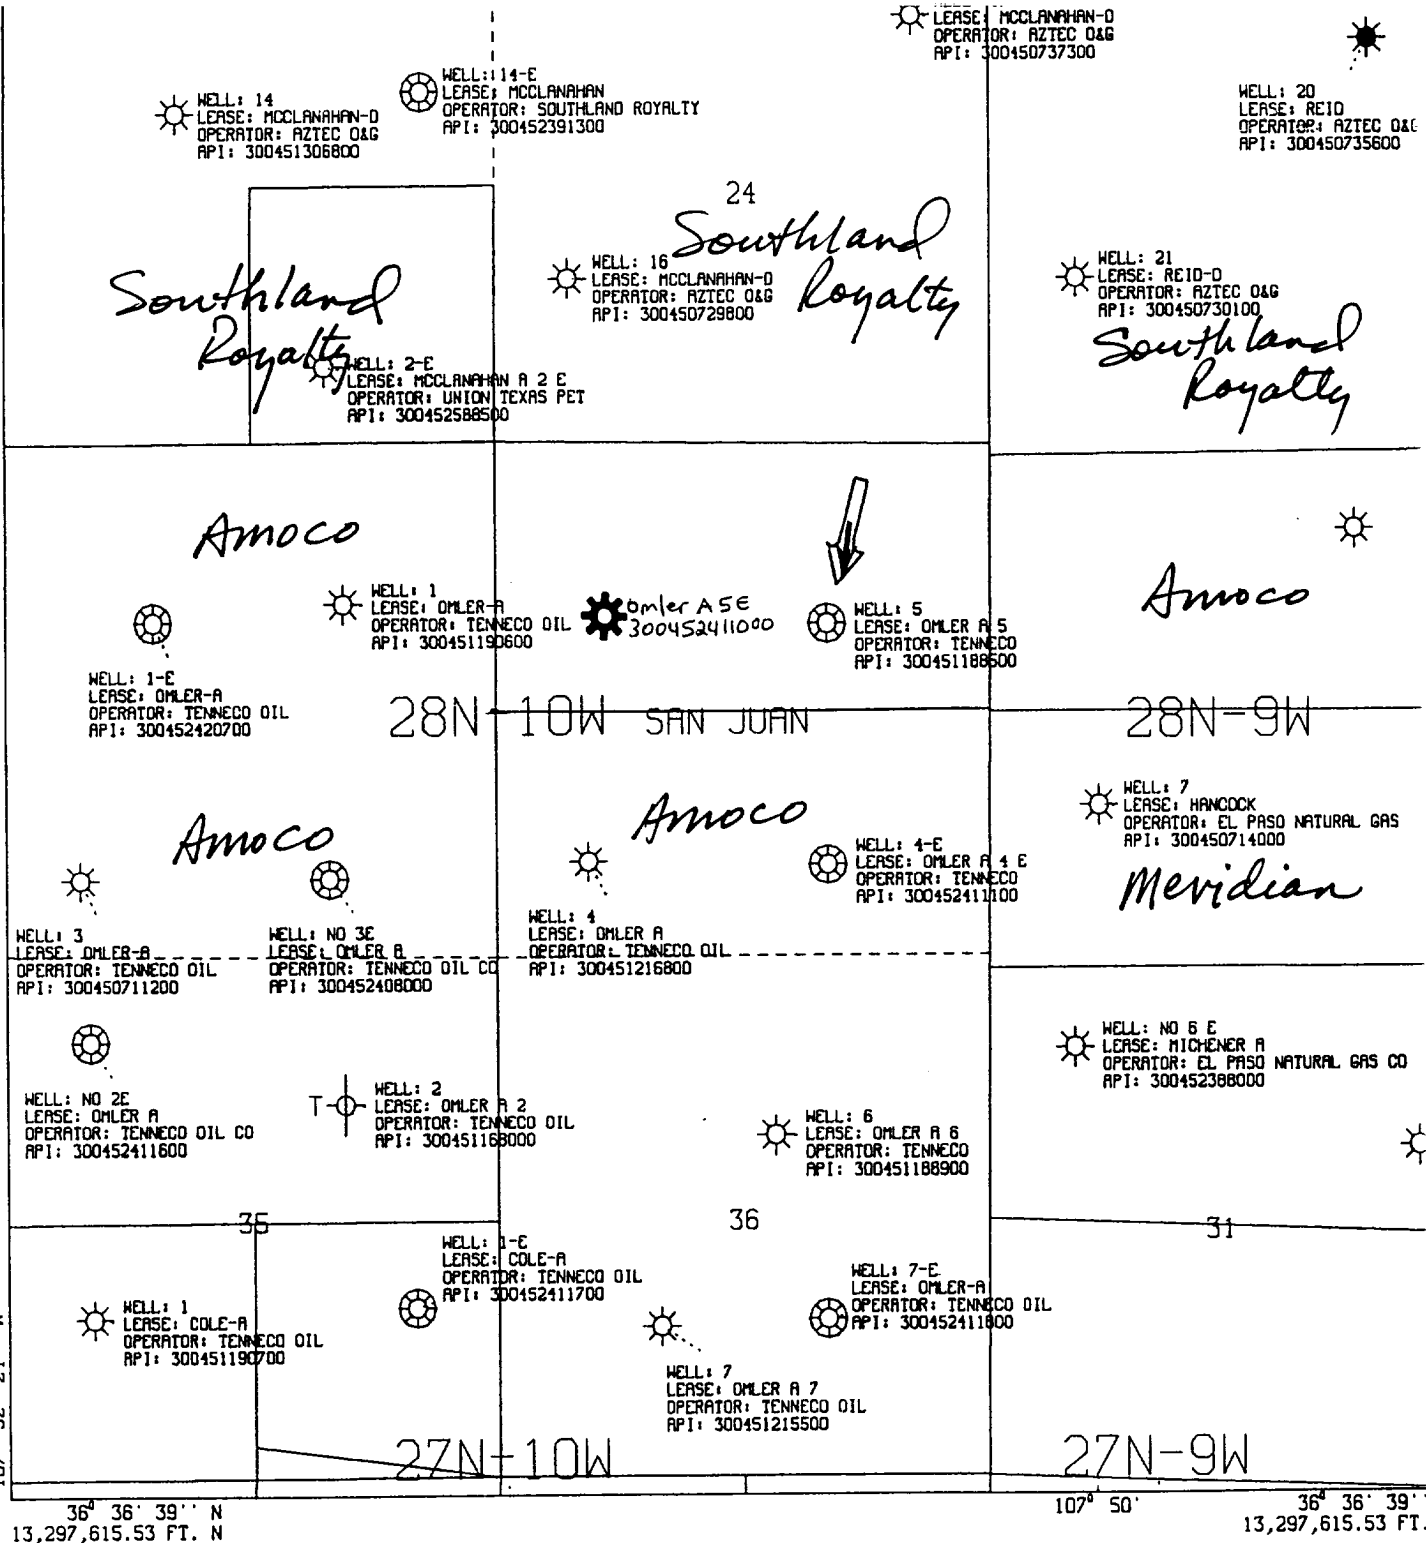 LEASE: MCCLANAHAN-D
OPERATOR: AZTEC O&G
API: 300450737300
WELL: 14-E
LEASE: MCCLANAHAN
OPERATOR: SOUTHLAND ROYALTY
API: 300452391300
WELL: 14
LEASE: MCCLANAHAN-D
OPERATOR: AZTEC O&G
API: 300451306800
WELL: 20
LEASE: REID
OPERATOR: AZTEC O&G
API: 300450735600
24
Southland
Royalty
Southland
Royalty
WELL: 16
LEASE: MCCLANAHAN-D
OPERATOR: AZTEC O&G
API: 300450729800
WELL: 21
LEASE: REID-D
OPERATOR: AZTEC O&G
API: 300450730100
Southland
Royalty
WELL: 2-E
LEASE: MCCLANAHAN A 2 E
OPERATOR: UNION TEXAS PET
API: 300452588500
Amoco
WELL: 1
LEASE: OMLER-A
OPERATOR: TENNECO OIL
API: 300451190600
Omler A 5E
300452411000
WELL: 5
LEASE: OMLER A 5
OPERATOR: TENNECO
API: 300451188500
Amoco
WELL: 1-E
LEASE: OMLER-A
OPERATOR: TENNECO OIL
API: 300452420700
28N-10W SAN JUAN
28N-9W
Amoco
Amoco
WELL: 7
LEASE: HANCOCK
OPERATOR: EL PASO NATURAL GAS
API: 300450714000
Meridian
WELL: 4-E
LEASE: OMLER A 4 E
OPERATOR: TENNECO
API: 300452411100
WELL: 3
LEASE: OMLER-A
OPERATOR: TENNECO OIL
API: 300450711200
WELL: NO 3E
LEASE: OMLER A
OPERATOR: TENNECO OIL CO
API: 300452408000
WELL: 4
LEASE: OMLER A
OPERATOR: TENNECO OIL
API: 300451216800
WELL: NO 2E
LEASE: OMLER A
OPERATOR: TENNECO OIL CO
API: 300452411600
T
WELL: 2
LEASE: OMLER A 2
OPERATOR: TENNECO OIL
API: 300451168000
WELL: 6
LEASE: OMLER A 6
OPERATOR: TENNECO
API: 300451188900
WELL: NO 6 E
LEASE: MICHENER A
OPERATOR: EL PASO NATURAL GAS CO
API: 300452388000
35
36
31
WELL: 1
LEASE: COLE-A
OPERATOR: TENNECO OIL
API: 300451190700
WELL: 1-E
LEASE: COLE-A
OPERATOR: TENNECO OIL
API: 300452411700
WELL: 7-E
LEASE: OMLER-A
OPERATOR: TENNECO OIL
API: 300452411800
WELL: 7
LEASE: OMLER A 7
OPERATOR: TENNECO OIL
API: 300451215500
27N-10W
27N-9W
36° 36' 39'' N
13,297,615.53 FT. N
107° 50'
36° 36' 39'
13,297,615.53 FT.